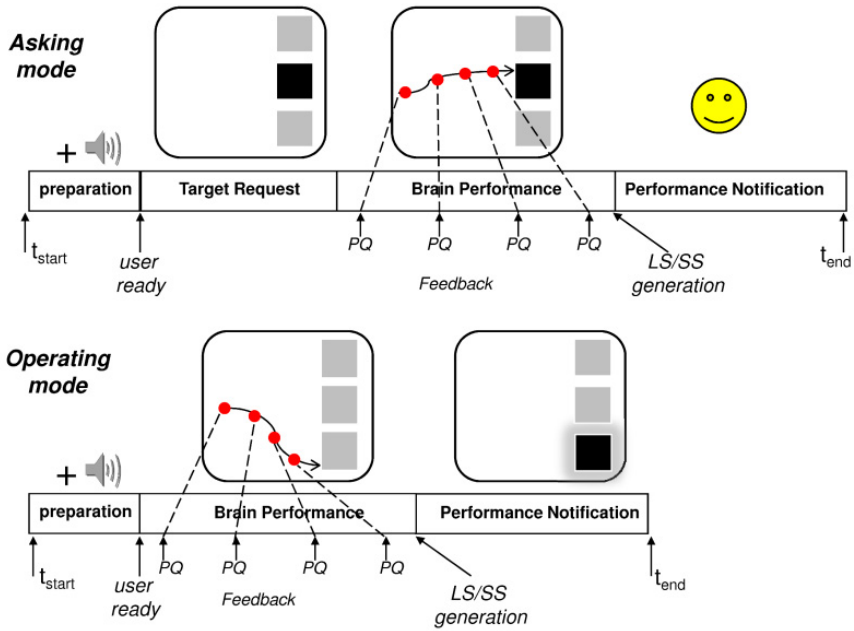 Asking
mode
+
preparation Target Request Brain Performance Performance Notification
t_start user ready PQ PQ PQ PQ LS/SS generation t_end
Feedback
Operating
mode
+
preparation Brain Performance Performance Notification
t_start user ready PQ PQ PQ PQ LS/SS generation t_end
Feedback